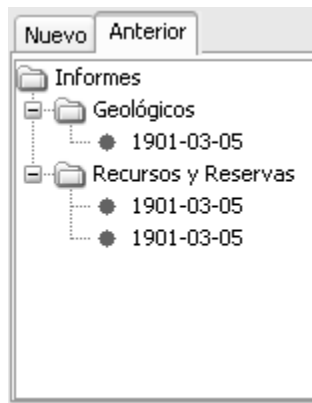 Nuevo Anterior
Informes
Geológicos
1901-03-05
Recursos y Reservas
1901-03-05
1901-03-05